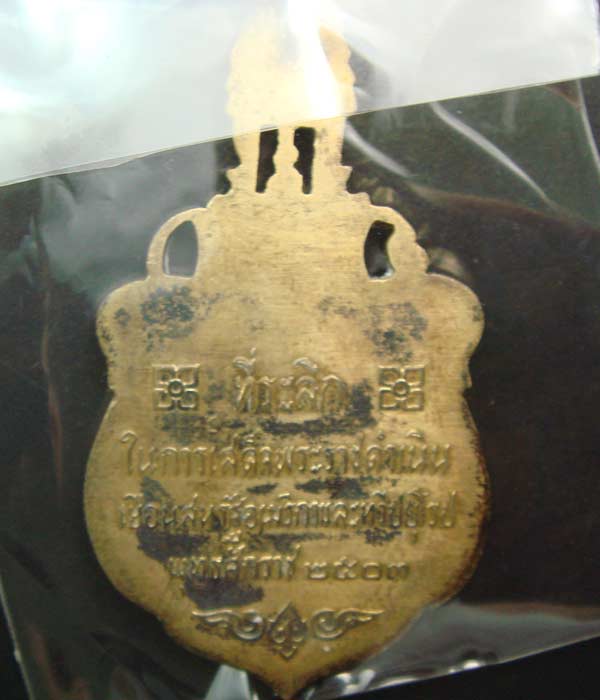 ที่ระลึก
ในการเสด็จพระราชดำเนิน
เยือนสหรัฐอเมริกาและทวีปยุโรป
พุทธศักราช ๒๕๐๓